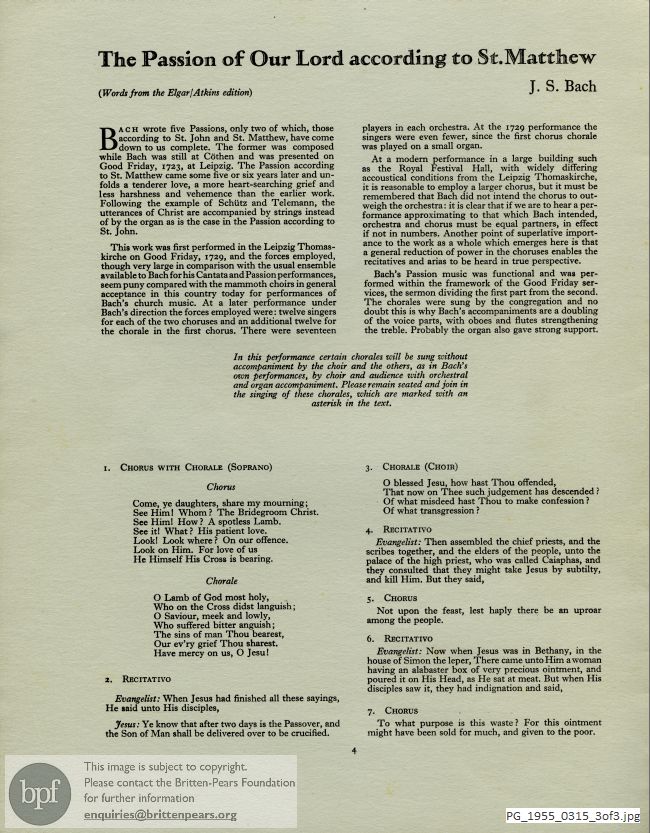 The Passion of Our Lord according to St. Matthew
(Words from the Elgar/Atkins edition)
J. S. Bach
BACH wrote five Passions, only two of which, those
according to St. John and St. Matthew, have come
down to us complete. The former was composed
while Bach was still at Cöthen and was presented on
Good Friday, 1723, at Leipzig. The Passion according
to St. Matthew came some five or six years later and un-
folds a tenderer love, a more heart-searching grief and
less harshness and vehemence than the earlier work.
Following the example of Schütz and Telemann, the
utterances of Christ are accompanied by strings instead
of by the organ as is the case in the Passion according to
St. John.
This work was first performed in the Leipzig Thomas-
kirche on Good Friday, 1729, and the forces employed,
though very large in comparison with the usual ensemble
available to Bach for his Cantata and Passion performances,
seem puny compared with the mammoth choirs in general
acceptance in this country today for performances of
Bach's church music. At a later performance under
Bach's direction the forces employed were: twelve singers
for each of the two choruses and an additional twelve for
the chorale in the first chorus. There were seventeen
players in each orchestra. At the 1729 performance the
singers were even fewer, since the first chorus chorale
was played on a small organ.
At a modern performance in a large building such
as the Royal Festival Hall, with widely differing
accoustical conditions from the Leipzig Thomaskirche,
it is reasonable to employ a larger chorus, but it must be
remembered that Bach did not intend the chorus to out-
weigh the orchestra: it is clear that if we are to hear a per-
formance approximating to that which Bach intended,
orchestra and chorus must be equal partners, in effect
if not in numbers. Another point of superlative import-
ance to the work as a whole which emerges here is that
a general reduction of power in the choruses enables the
recitatives and arias to be heard in true perspective.
Bach's Passion music was functional and was per-
formed within the framework of the Good Friday ser-
vices, the sermon dividing the first part from the second.
The chorales were sung by the congregation and no
doubt this is why Bach's accompaniments are a doubling
of the voice parts, with oboes and flutes strengthening
the treble. Probably the organ also gave strong support.
In this performance certain chorales will be sung without
accompaniment by the choir and the others, as in Bach's
own performances, by choir and audience with orchestral
and organ accompaniment. Please remain seated and join in
the singing of these chorales, which are marked with an
asterisk in the text.
1. CHORUS WITH CHORALE (SOPRANO)
Chorus
Come, ye daughters, share my mourning;
See Him! Whom? The Bridegroom Christ.
See Him! How? A spotless Lamb.
See it! What? His patient love.
Look! Look where? On our offence.
Look on Him. For love of us
He Himself His Cross is bearing.
Chorale
O Lamb of God most holy,
Who on the Cross didst languish;
O Saviour, meek and lowly,
Who suffered bitter anguish;
The sins of man Thou bearest,
Our ev'ry grief Thou sharest.
Have mercy on us, O Jesu!
2. RECITATIVO
Evangelist: When Jesus had finished all these sayings,
He said unto His disciples,
Jesus: Ye know that after two days is the Passover, and
the Son of Man shall be delivered over to be crucified.
3. CHORALE (CHOIR)
O blessed Jesu, how hast Thou offended,
That now on Thee such judgement has descended?
Of what misdeed hast Thou to make confession?
Of what transgression?
4. RECITATIVO
Evangelist: Then assembled the chief priests, and the
scribes together, and the elders of the people, unto the
palace of the high priest, who was called Caiaphas, and
they consulted that they might take Jesus by subtilty,
and kill Him. But they said,
5. CHORUS
Not upon the feast, lest haply there be an uproar
among the people.
6. RECITATIVO
Evangelist: Now when Jesus was in Bethany, in the
house of Simon the leper, There came unto Him a woman
having an alabaster box of very precious ointment, and
poured it on His Head, as He sat at meat. But when His
disciples saw it, they had indignation and said,
7. CHORUS
To what purpose is this waste? For this ointment
might have been sold for much, and given to the poor.
4
bpf
This image is subject to copyright.
Please contact the Britten-Pears Foundation
for further information
enquiries@brittenpears.org
PG_1955_0315_3of3.jpg